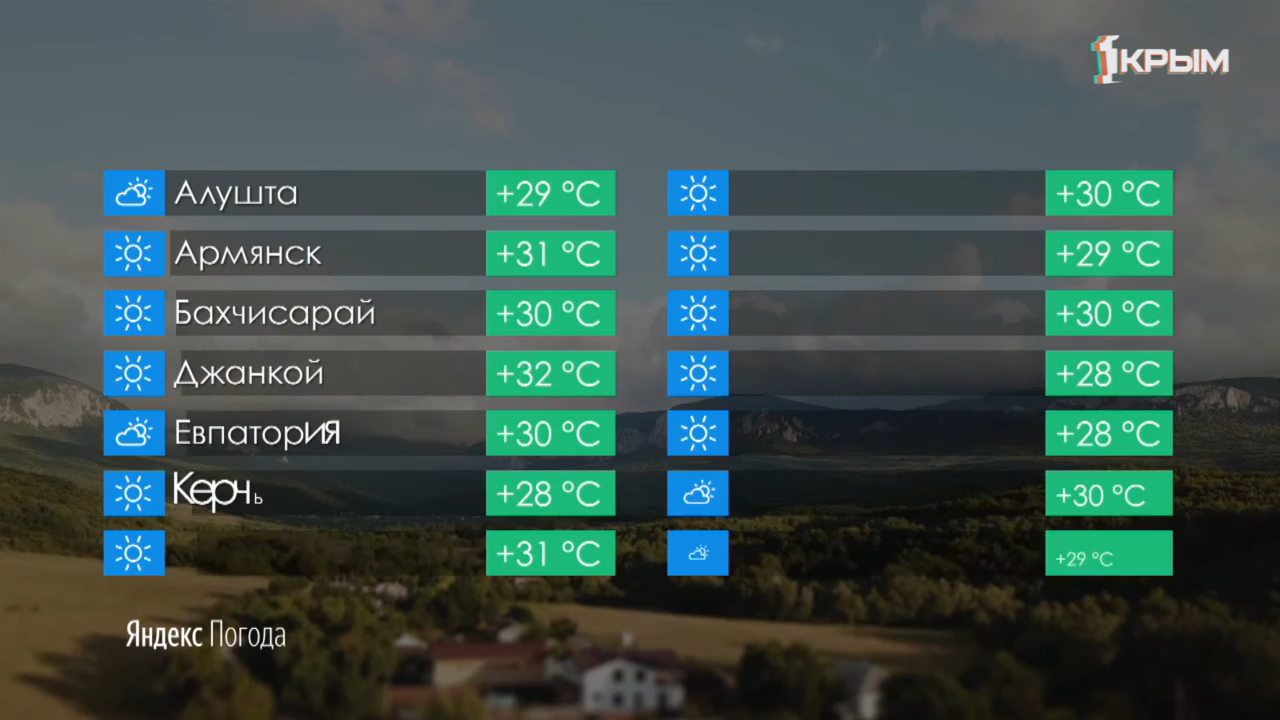 1КРЫМ
Алушта +29 °C
Армянск +31 °C
Бахчисарай +30 °C
Джанкой +32 °C
Евпатория +30 °C
Керчь +28 °C
+31 °C
+30 °C
+29 °C
+30 °C
+28 °C
+28 °C
+30 °C
+29 °C
Яндекс Погода